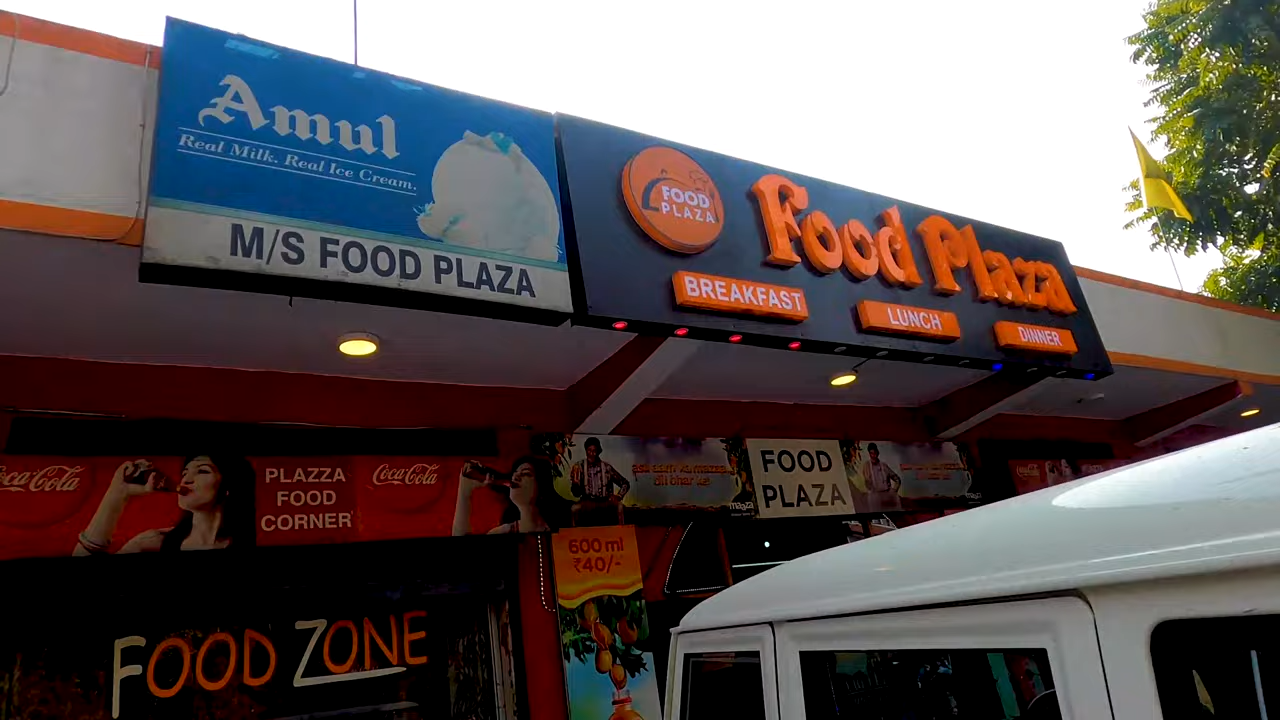 Amul
Real Milk. Real Ice Cream.
M/S FOOD PLAZA
FOOD
PLAZA
Food Plaza
BREAKFAST
LUNCH
DINNER
Coca-Cola
PLAZZA
FOOD
CORNER
Coca-Cola
maaza
FOOD
PLAZA
600 ml
₹40/-
FOOD ZONE